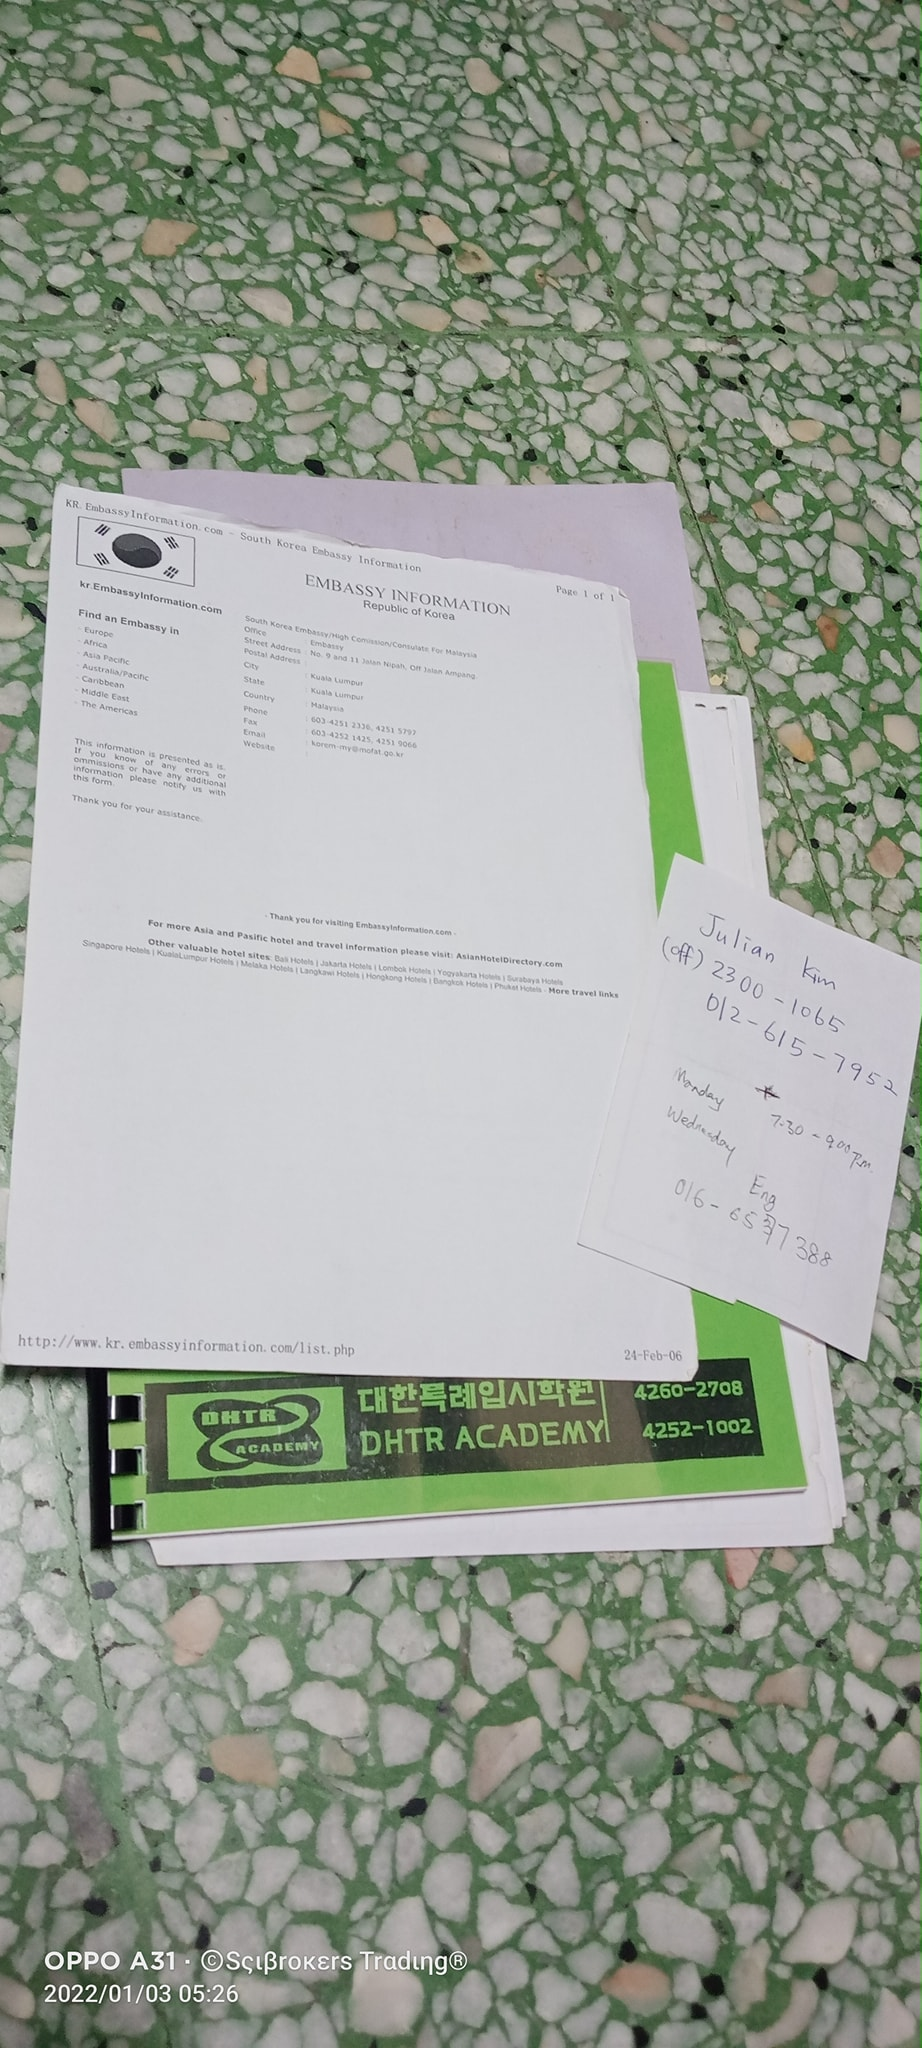 KR.EmbassyInformation.com - South Korea Embassy Information
Page 1 of 1
kr.EmbassyInformation.com
EMBASSY INFORMATION
Republic of Korea
Find an Embassy in
- Europe
- Africa
- Asia Pacific
- Australia/Pacific
- Caribbean
- Middle East
- The Americas
This information is presented as is.
If you know of any errors or
ommissions or have any additional
information please notify us with
this form.
Thank you for your assistance.
South Korea Embassy/High Comission/Consulate For Malaysia
Office : Embassy
Street Address : No. 9 and 11 Jalan Nipah, Off Jalan Ampang.
Postal Address :
City : Kuala Lumpur
State : Kuala Lumpur
Country : Malaysia
Phone : 603-4251 2336, 4251 5797
Fax : 603-4252 1425, 4251 9066
Email : korem-my@mofat.go.kr
Website :
- Thank you for visiting EmbassyInformation.com -
For more Asia and Pasific hotel and travel information please visit: AsianHotelDirectory.com
Other valuable hotel sites: Bali Hotels | Jakarta Hotels | Lombok Hotels | Yogyakarta Hotels | Surabaya Hotels
Singapore Hotels | KualaLumpur Hotels | Melaka Hotels | Langkawi Hotels | Hongkong Hotels | Bangkok Hotels | Phuket Hotels - More travel links
http://www.kr.embassyinformation.com/list.php
24-Feb-06
Julian Kim
(off) 2300-1065
012-615-7952
Monday 7.30 - 9.00 p.m.
Wednesday
Eng
DHTR
ACADEMY
대한특례입시학원
DHTR ACADEMY
4260-2708
4252-1002
OPPO A31 · ©Sςιβrοκεrs Trαdιηg®
2022/01/03 05:26